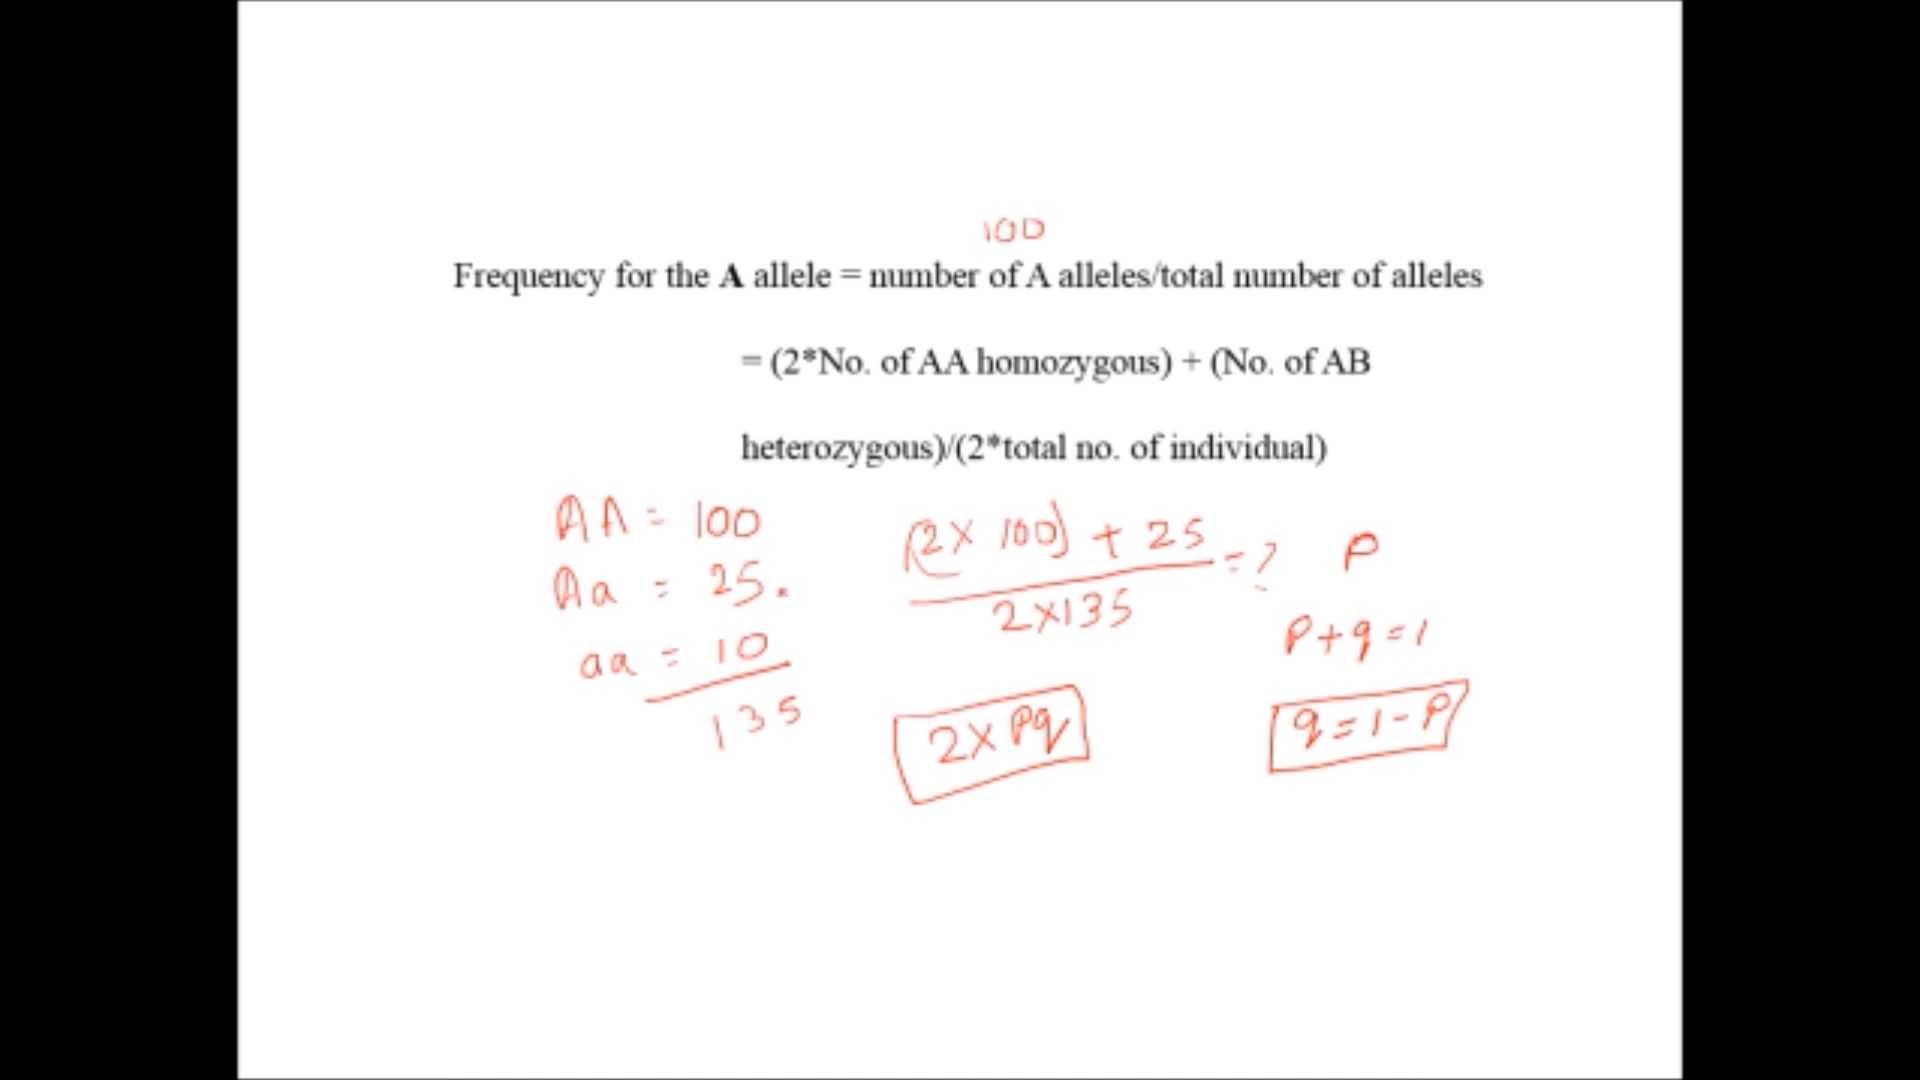 100
Frequency for the A allele = number of A alleles/total number of alleles
= (2*No. of AA homozygous) + (No. of AB
heterozygous)/(2*total no. of individual)
AA = 100
Aa = 25.
aa = 10
135
(2 x 100) + 25 = ?
2x135
2x Pq
P
P+q=1
q=1-P